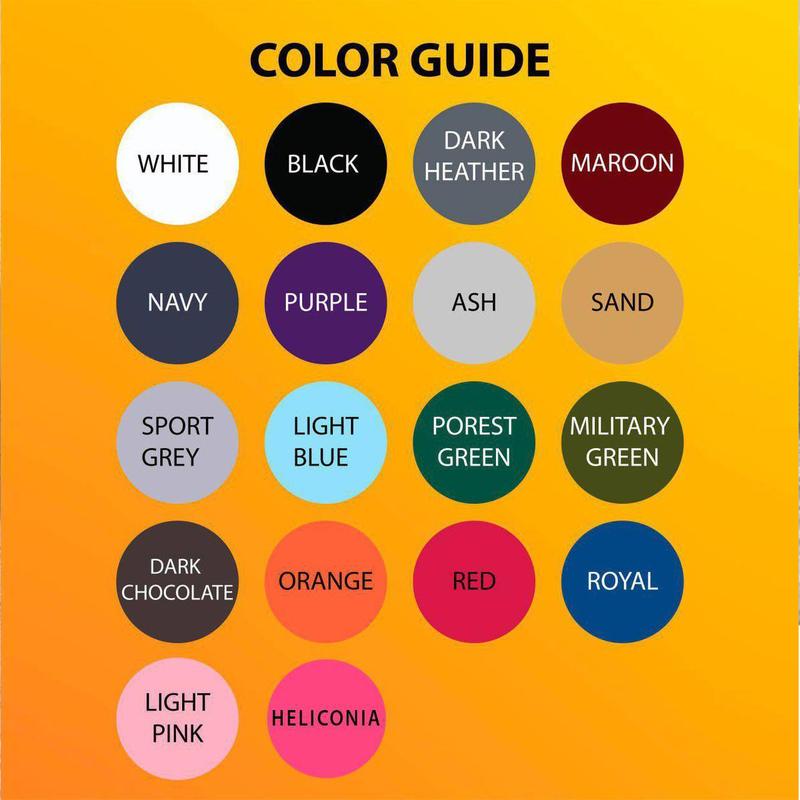 COLOR GUIDE
WHITE
BLACK
DARK
HEATHER
MAROON
NAVY
PURPLE
ASH
SAND
SPORT
GREY
LIGHT
BLUE
POREST
GREEN
MILITARY
GREEN
DARK
CHOCOLATE
ORANGE
RED
ROYAL
LIGHT
PINK
HELICONIA